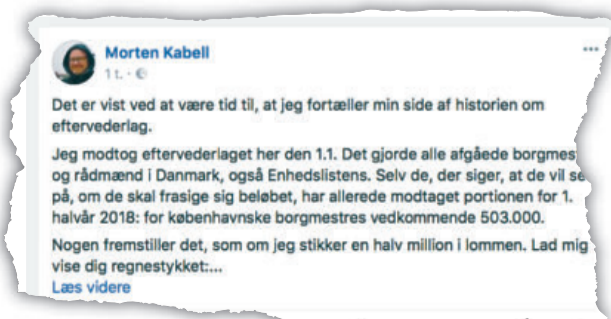 Morten Kabell
1 t.
Det er vist ved at være tid til, at jeg fortæller min side af historien om
eftervederlag.
Jeg modtog eftervederlaget her den 1.1. Det gjorde alle afgåede borgmes
og rådmænd i Danmark, også Enhedslistens. Selv de, der siger, at de vil se
på, om de skal frasige sig beløbet, har allerede modtaget portionen for 1.
halvår 2018: for københavnske borgmestres vedkommende 503.000.
Nogen fremstiller det, som om jeg stikker en halv million i lommen. Lad mig
vise dig regnestykket:...
Læs videre